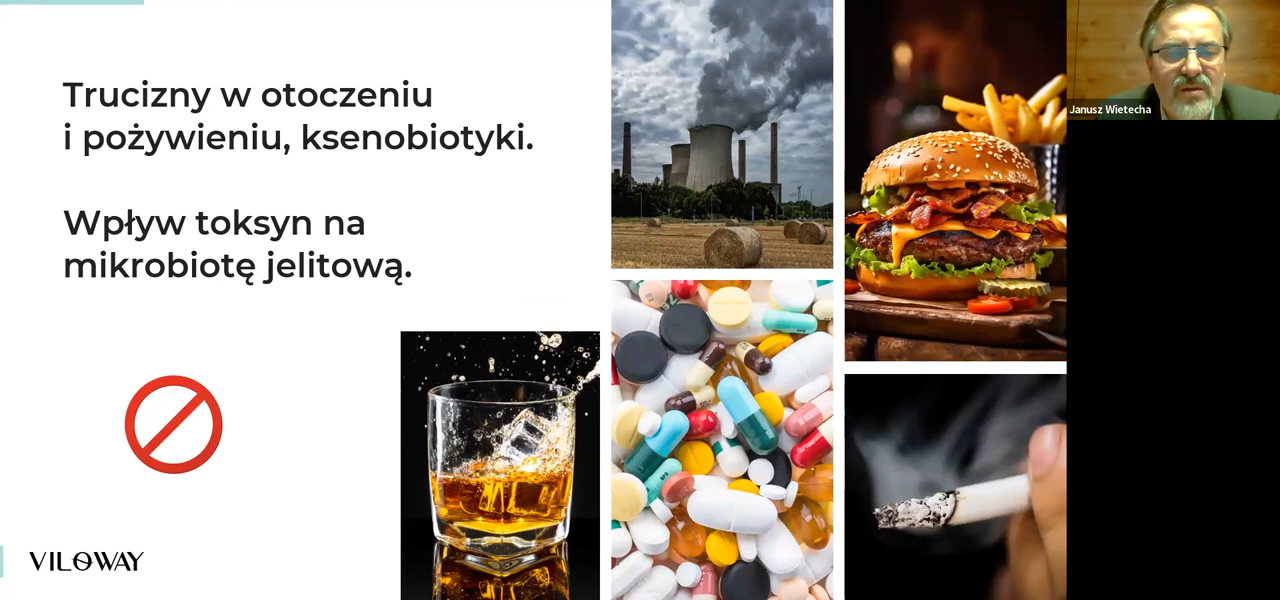 Trucizny w otoczeniu
i pożywieniu, ksenobiotyki.
Wpływ toksyn na
mikrobiotę jelitową.
VILOWAY
Janusz Wietecha